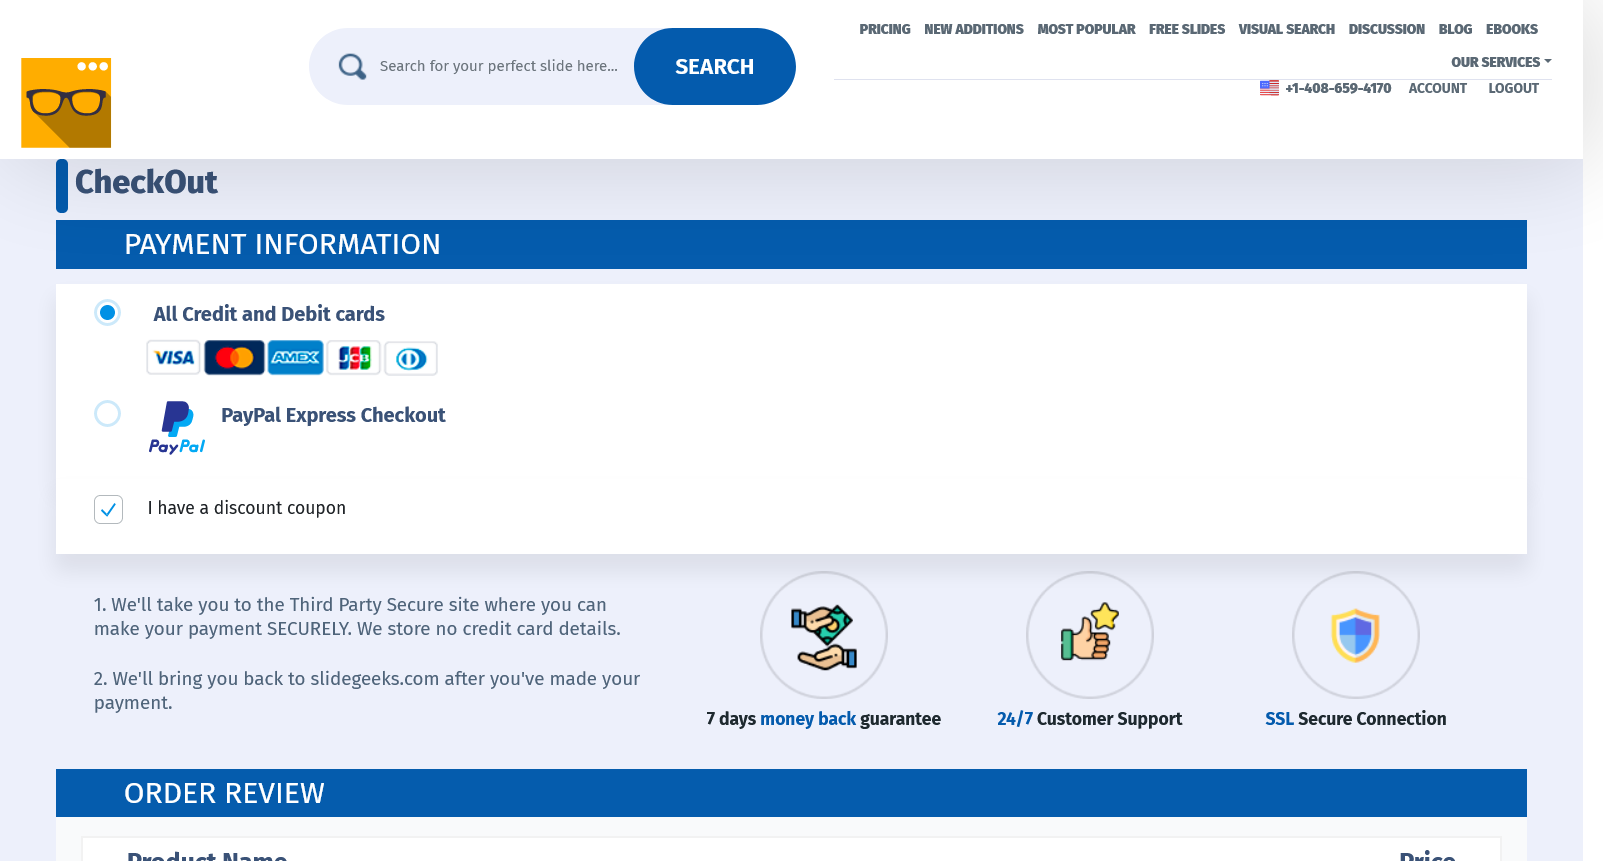 PRICING NEW ADDITIONS MOST POPULAR FREE SLIDES VISUAL SEARCH DISCUSSION BLOG EBOOKS
OUR SERVICES
Search for your perfect slide here...
SEARCH
+1-408-659-4170 ACCOUNT LOGOUT
CheckOut
PAYMENT INFORMATION
All Credit and Debit cards
VISA AMEX JCB
PayPal Express Checkout
PayPal
I have a discount coupon
1. We'll take you to the Third Party Secure site where you can
make your payment SECURELY. We store no credit card details.
2. We'll bring you back to slidegeeks.com after you've made your
payment.
7 days money back guarantee
24/7 Customer Support
SSL Secure Connection
ORDER REVIEW
Product Name Price